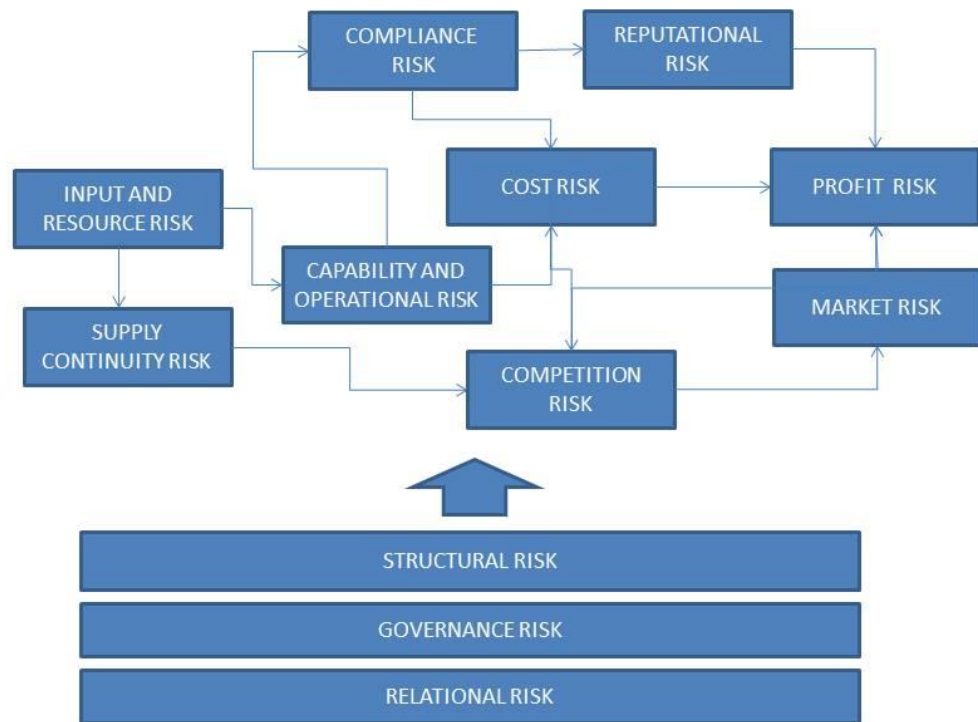 COMPLIANCE
RISK
REPUTATIONAL
RISK
COST RISK
PROFIT RISK
INPUT AND
RESOURCE RISK
CAPABILITY AND
OPERATIONAL RISK
MARKET RISK
SUPPLY
CONTINUITY RISK
COMPETITION
RISK
STRUCTURAL RISK
GOVERNANCE RISK
RELATIONAL RISK